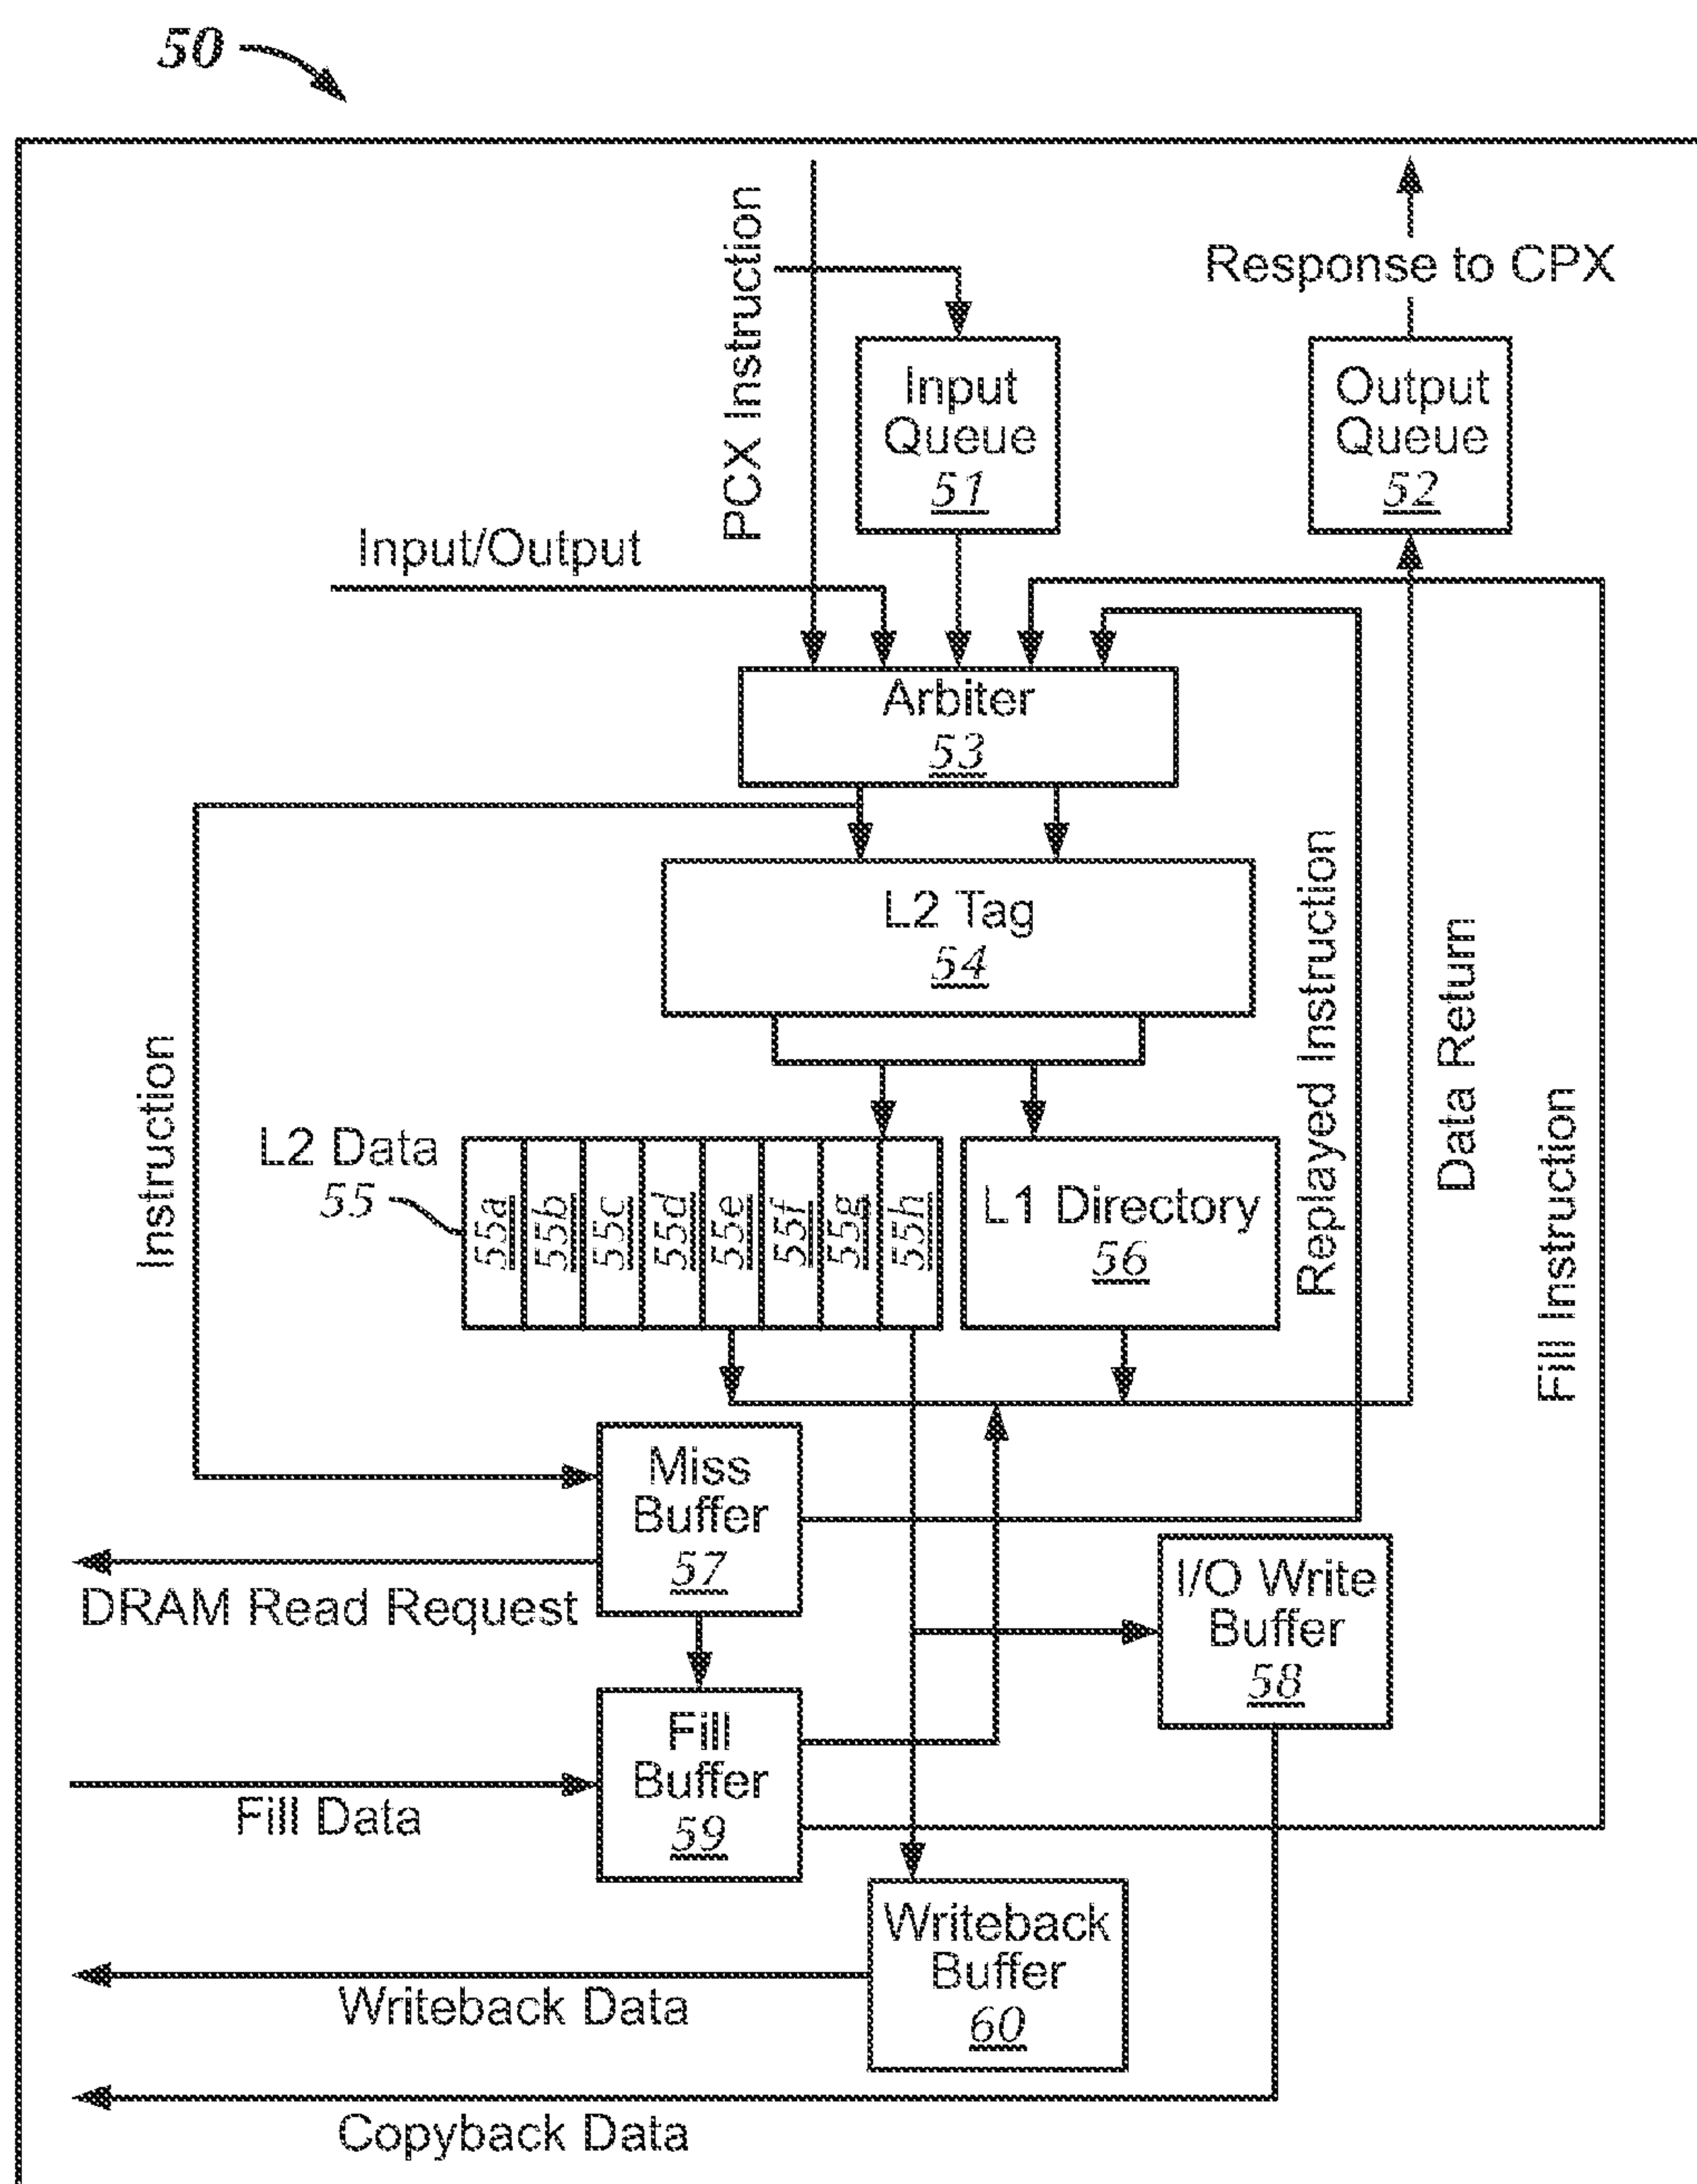 50
PCX Instruction
Response to CPX
Input
Queue
51
Output
Queue
52
Input/Output
Arbiter
53
L2 Tag
54
Instruction
Replayed Instruction
Data Return
Fill Instruction
L2 Data
55
55a
55b
55c
55d
55e
55f
55g
55h
L1 Directory
56
Miss
Buffer
57
DRAM Read Request
I/O Write
Buffer
58
Fill
Buffer
59
Fill Data
Writeback
Buffer
60
Writeback Data
Copyback Data